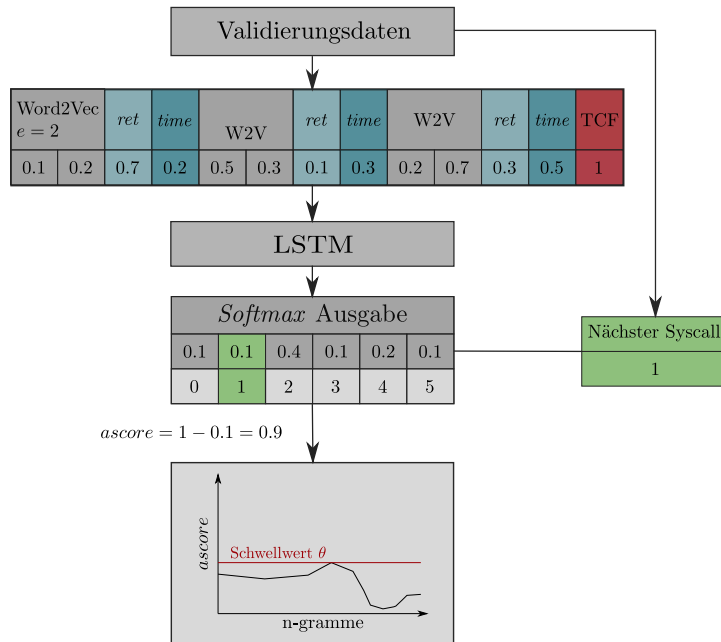 Validierungsdaten
Word2Vec ret time W2V ret time W2V ret time TCF
e = 2
0.1 0.2 0.7 0.2 0.5 0.3 0.1 0.3 0.2 0.7 0.3 0.5 1
LSTM
Softmax Ausgabe
0.1 0.1 0.4 0.1 0.2 0.1
0 1 2 3 4 5
Nächster Syscall
1
ascore = 1 − 0.1 = 0.9
ascore
Schwellwert θ
n-gramme